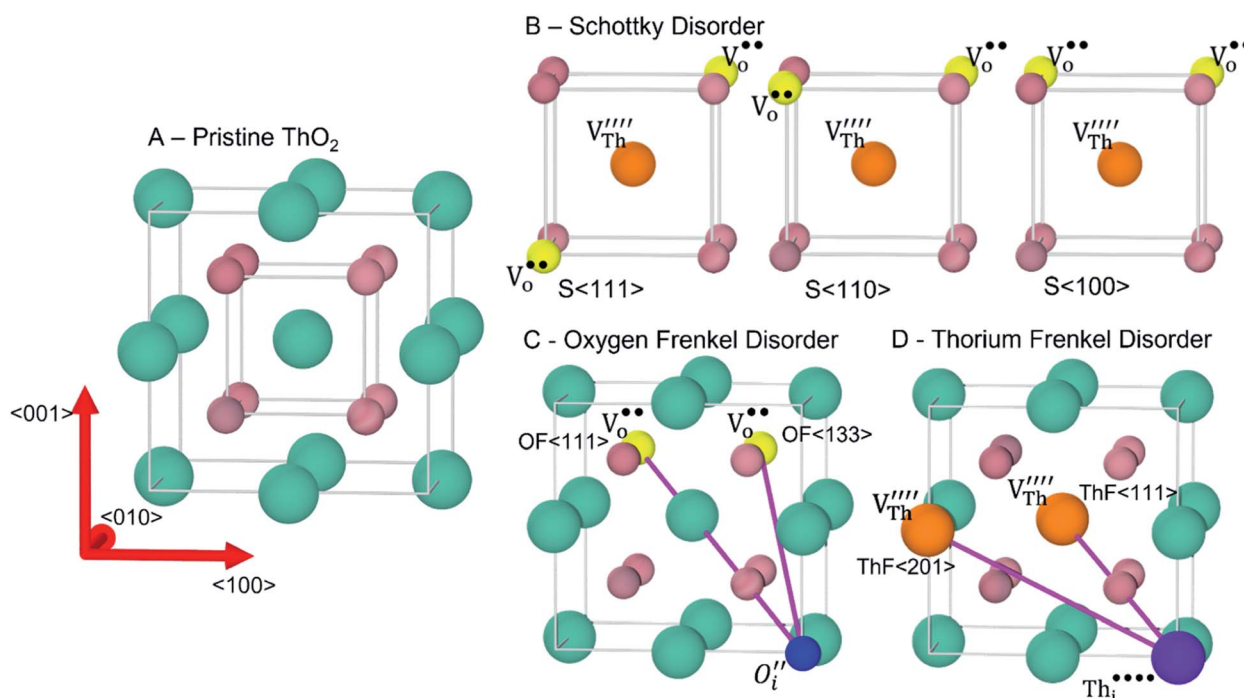 B – Schottky Disorder
V_O^••
V_O^••
V_O^••
V_O^••
V_O^••
V_Th''''
V_Th''''
V_Th''''
A – Pristine ThO₂
V_O^••
S<111>
S<110>
S<100>
C - Oxygen Frenkel Disorder
D - Thorium Frenkel Disorder
<001>
<010>
<100>
V_O^••
V_O^••
OF<111>
OF<133>
O_i''
V_Th''''
V_Th''''
ThF<111>
ThF<201>
Th_i^••••